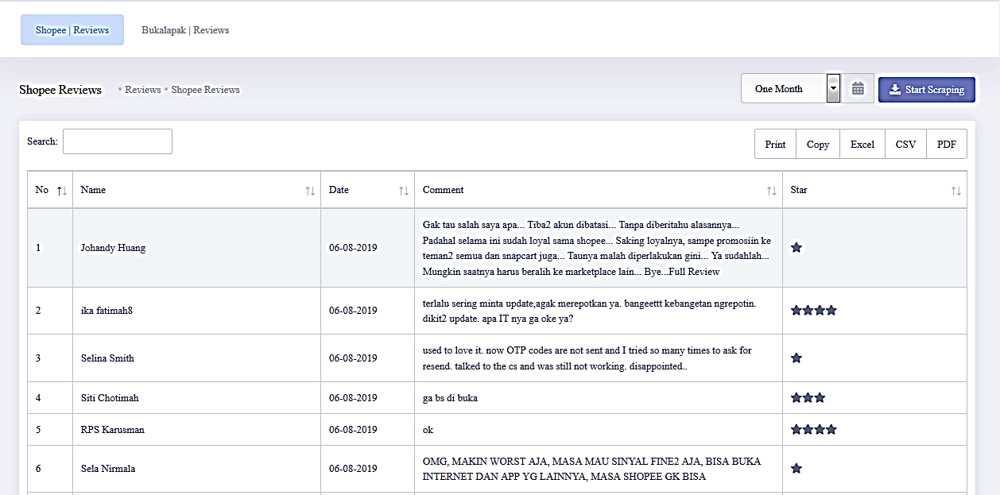 Shopee | Reviews Bukalapak | Reviews
Shopee Reviews • Reviews • Shopee Reviews One Month Start Scraping
Search: Print Copy Excel CSV PDF
No Name Date Comment Star
1 Johandy Huang 06-08-2019 Gak tau salah saya apa... Tiba2 akun dibatasi... Tanpa diberitahu alasannya...
Padahal selama ini sudah loyal sama shopee... Saking loyalnya, sampe promosiin ke
teman2 semua dan snapcart juga... Taunya malah diperlakukan gini... Ya sudahlah...
Mungkin saatnya harus beralih ke marketplace lain... Bye...Full Review
2 ika fatimah8 06-08-2019 terlalu sering minta update,agak merepotkan ya. bangeettt kebangetan ngrepotin.
dikit2 update. apa IT nya ga oke ya?
3 Selina Smith 06-08-2019 used to love it. now OTP codes are not sent and I tried so many times to ask for
resend. talked to the cs and was still not working. disappointed..
4 Siti Chotimah 06-08-2019 ga bs di buka
5 RPS Karusman 06-08-2019 ok
6 Sela Nirmala 06-08-2019 OMG, MAKIN WORST AJA, MASA MAU SINYAL FINE2 AJA, BISA BUKA
INTERNET DAN APP YG LAINNYA, MASA SHOPEE GK BISA